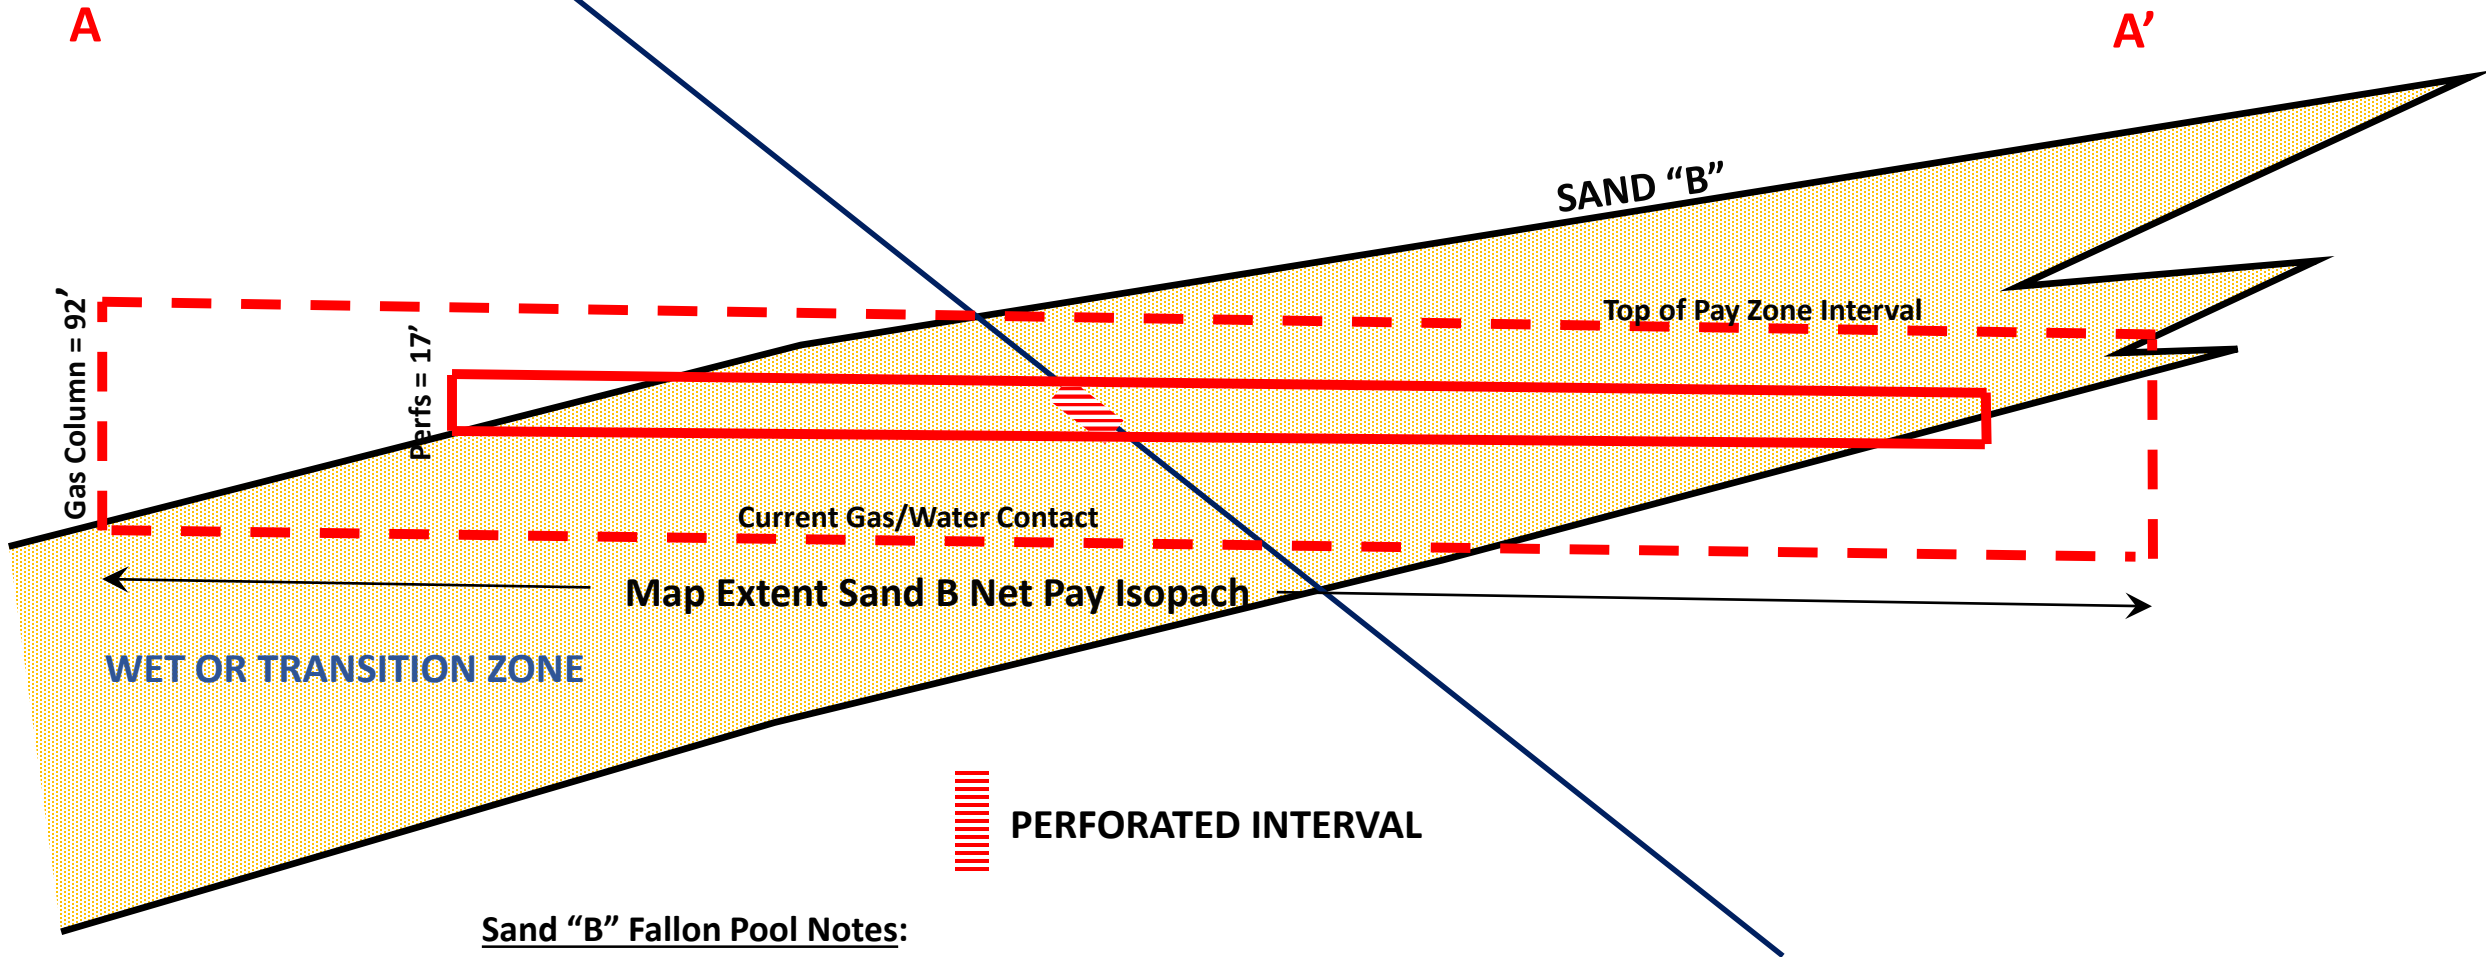 A
A’
SAND “B”
Top of Pay Zone Interval
Gas Column = 92’
Perfs = 17’
Current Gas/Water Contact
Map Extent Sand B Net Pay Isopach
WET OR TRANSITION ZONE
PERFORATED INTERVAL
Sand “B” Fallon Pool Notes: